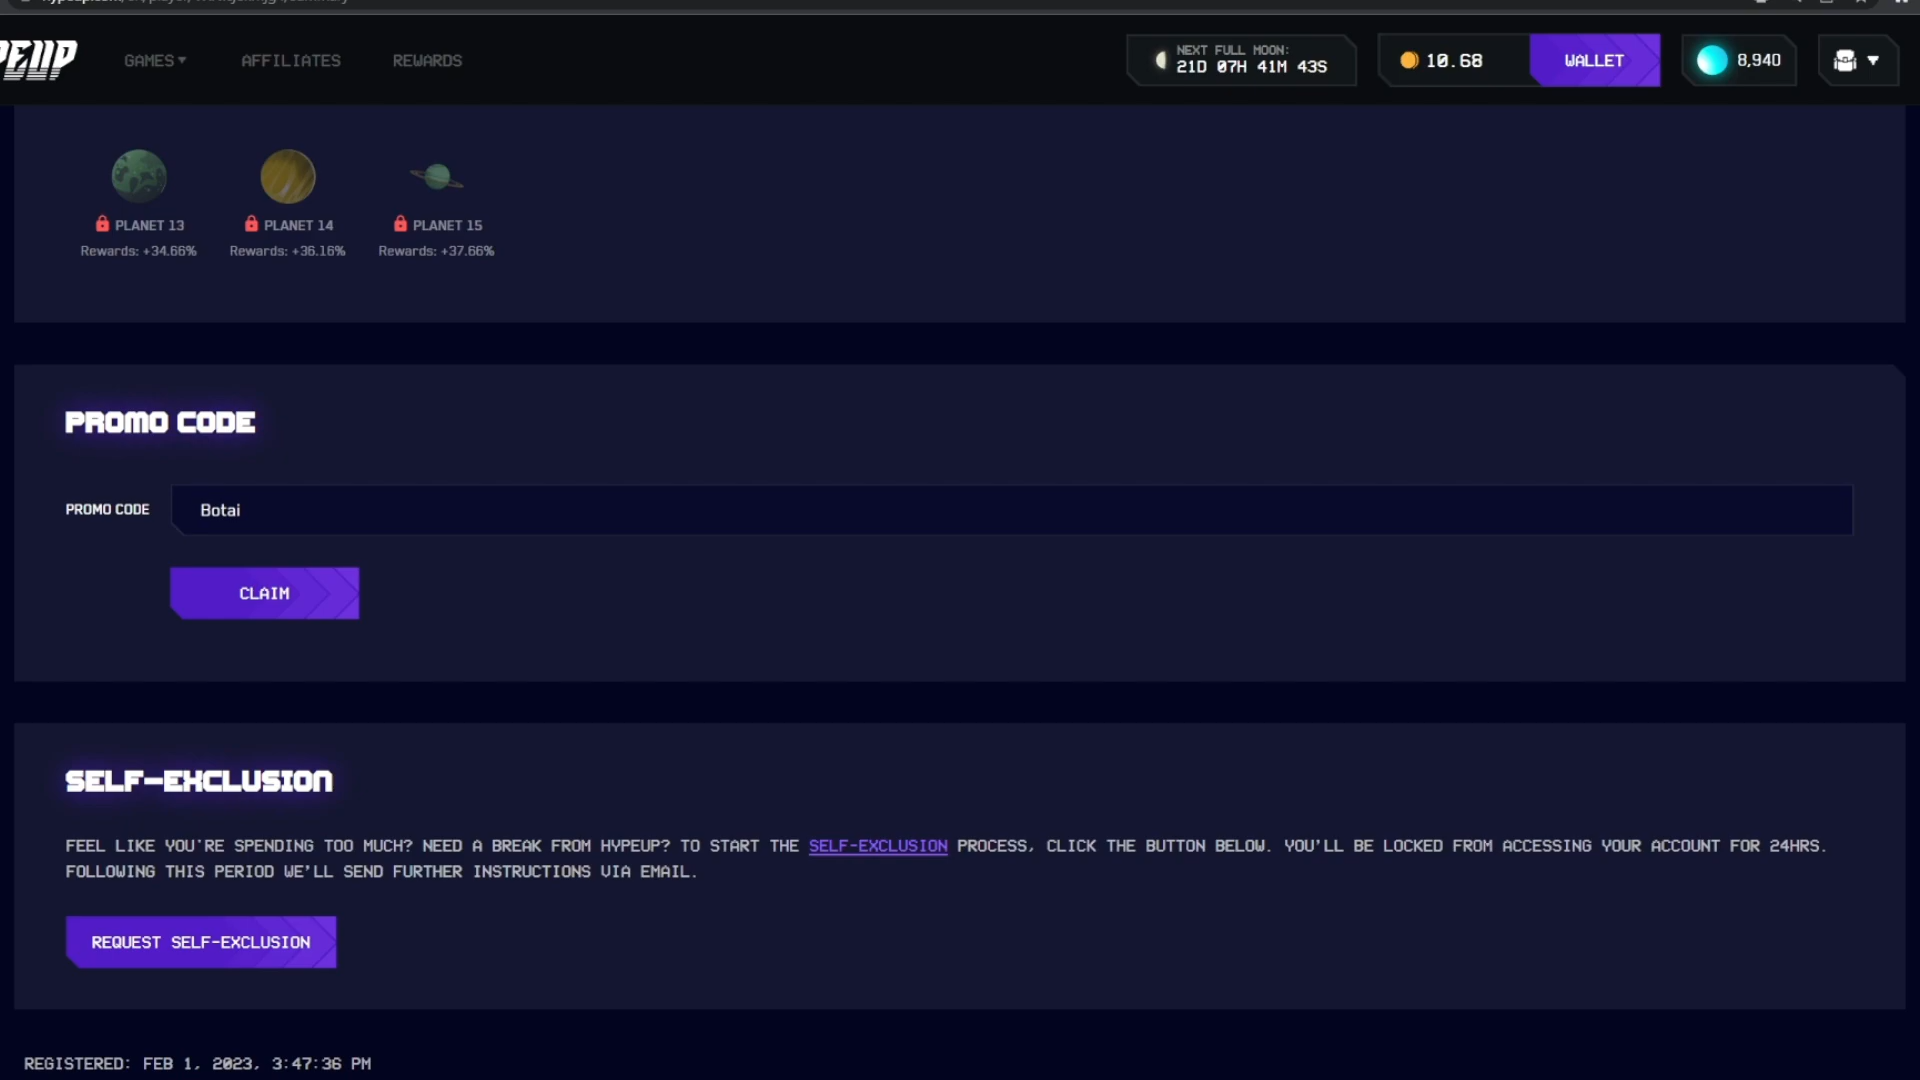 GAMES▼
AFFILIATES
REWARDS
NEXT FULL MOON:
21D 07H 41M 43S
10.68
WALLET
8,940
PLANET 13
Rewards: +34.66%
PLANET 14
Rewards: +36.16%
PLANET 15
Rewards: +37.66%
PROMO CODE
PROMO CODE
Botai
CLAIM
SELF-EXCLUSION
FEEL LIKE YOU'RE SPENDING TOO MUCH? NEED A BREAK FROM HYPEUP? TO START THE SELF-EXCLUSION PROCESS, CLICK THE BUTTON BELOW. YOU'LL BE LOCKED FROM ACCESSING YOUR ACCOUNT FOR 24HRS.
FOLLOWING THIS PERIOD WE'LL SEND FURTHER INSTRUCTIONS VIA EMAIL.
REQUEST SELF-EXCLUSION
REGISTERED: FEB 1, 2023, 3:47:36 PM